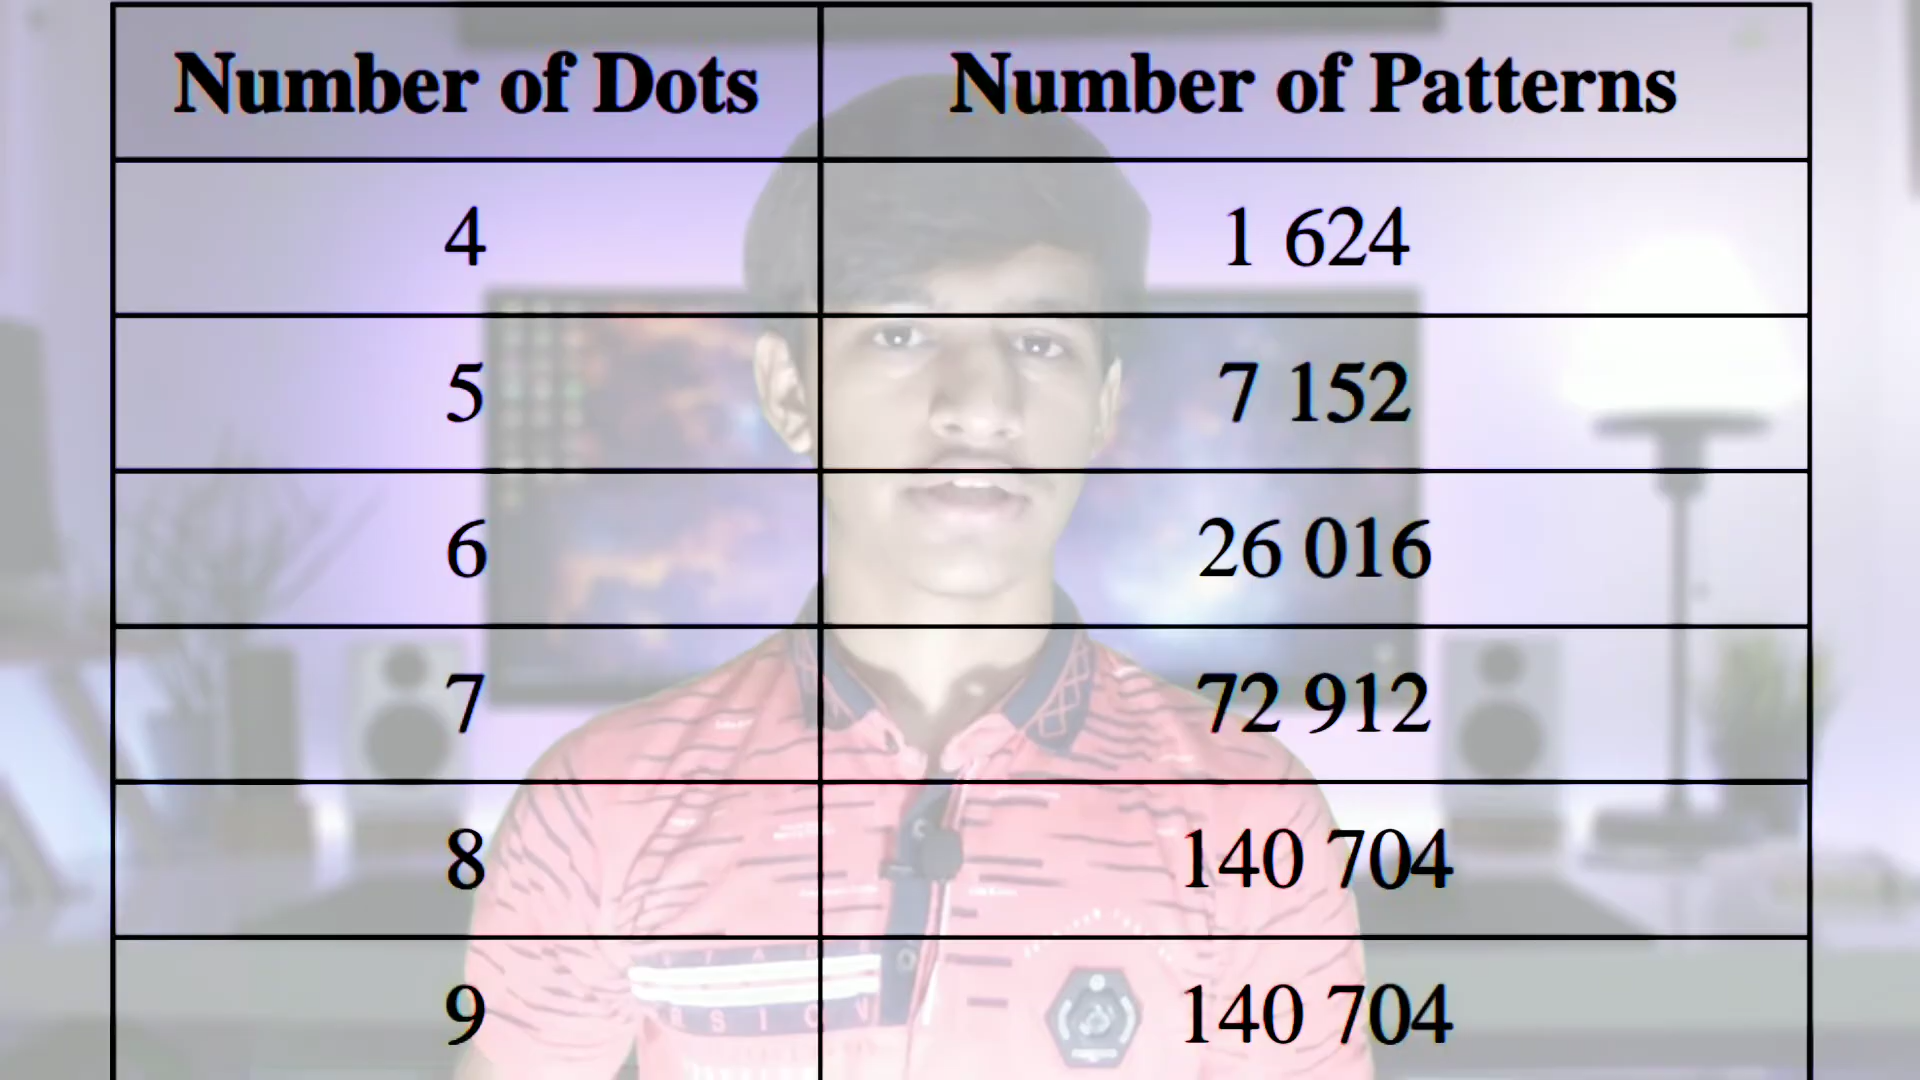 Number of Dots Number of Patterns
4 1 624
5 7 152
6 26 016
7 72 912
8 140 704
9 140 704